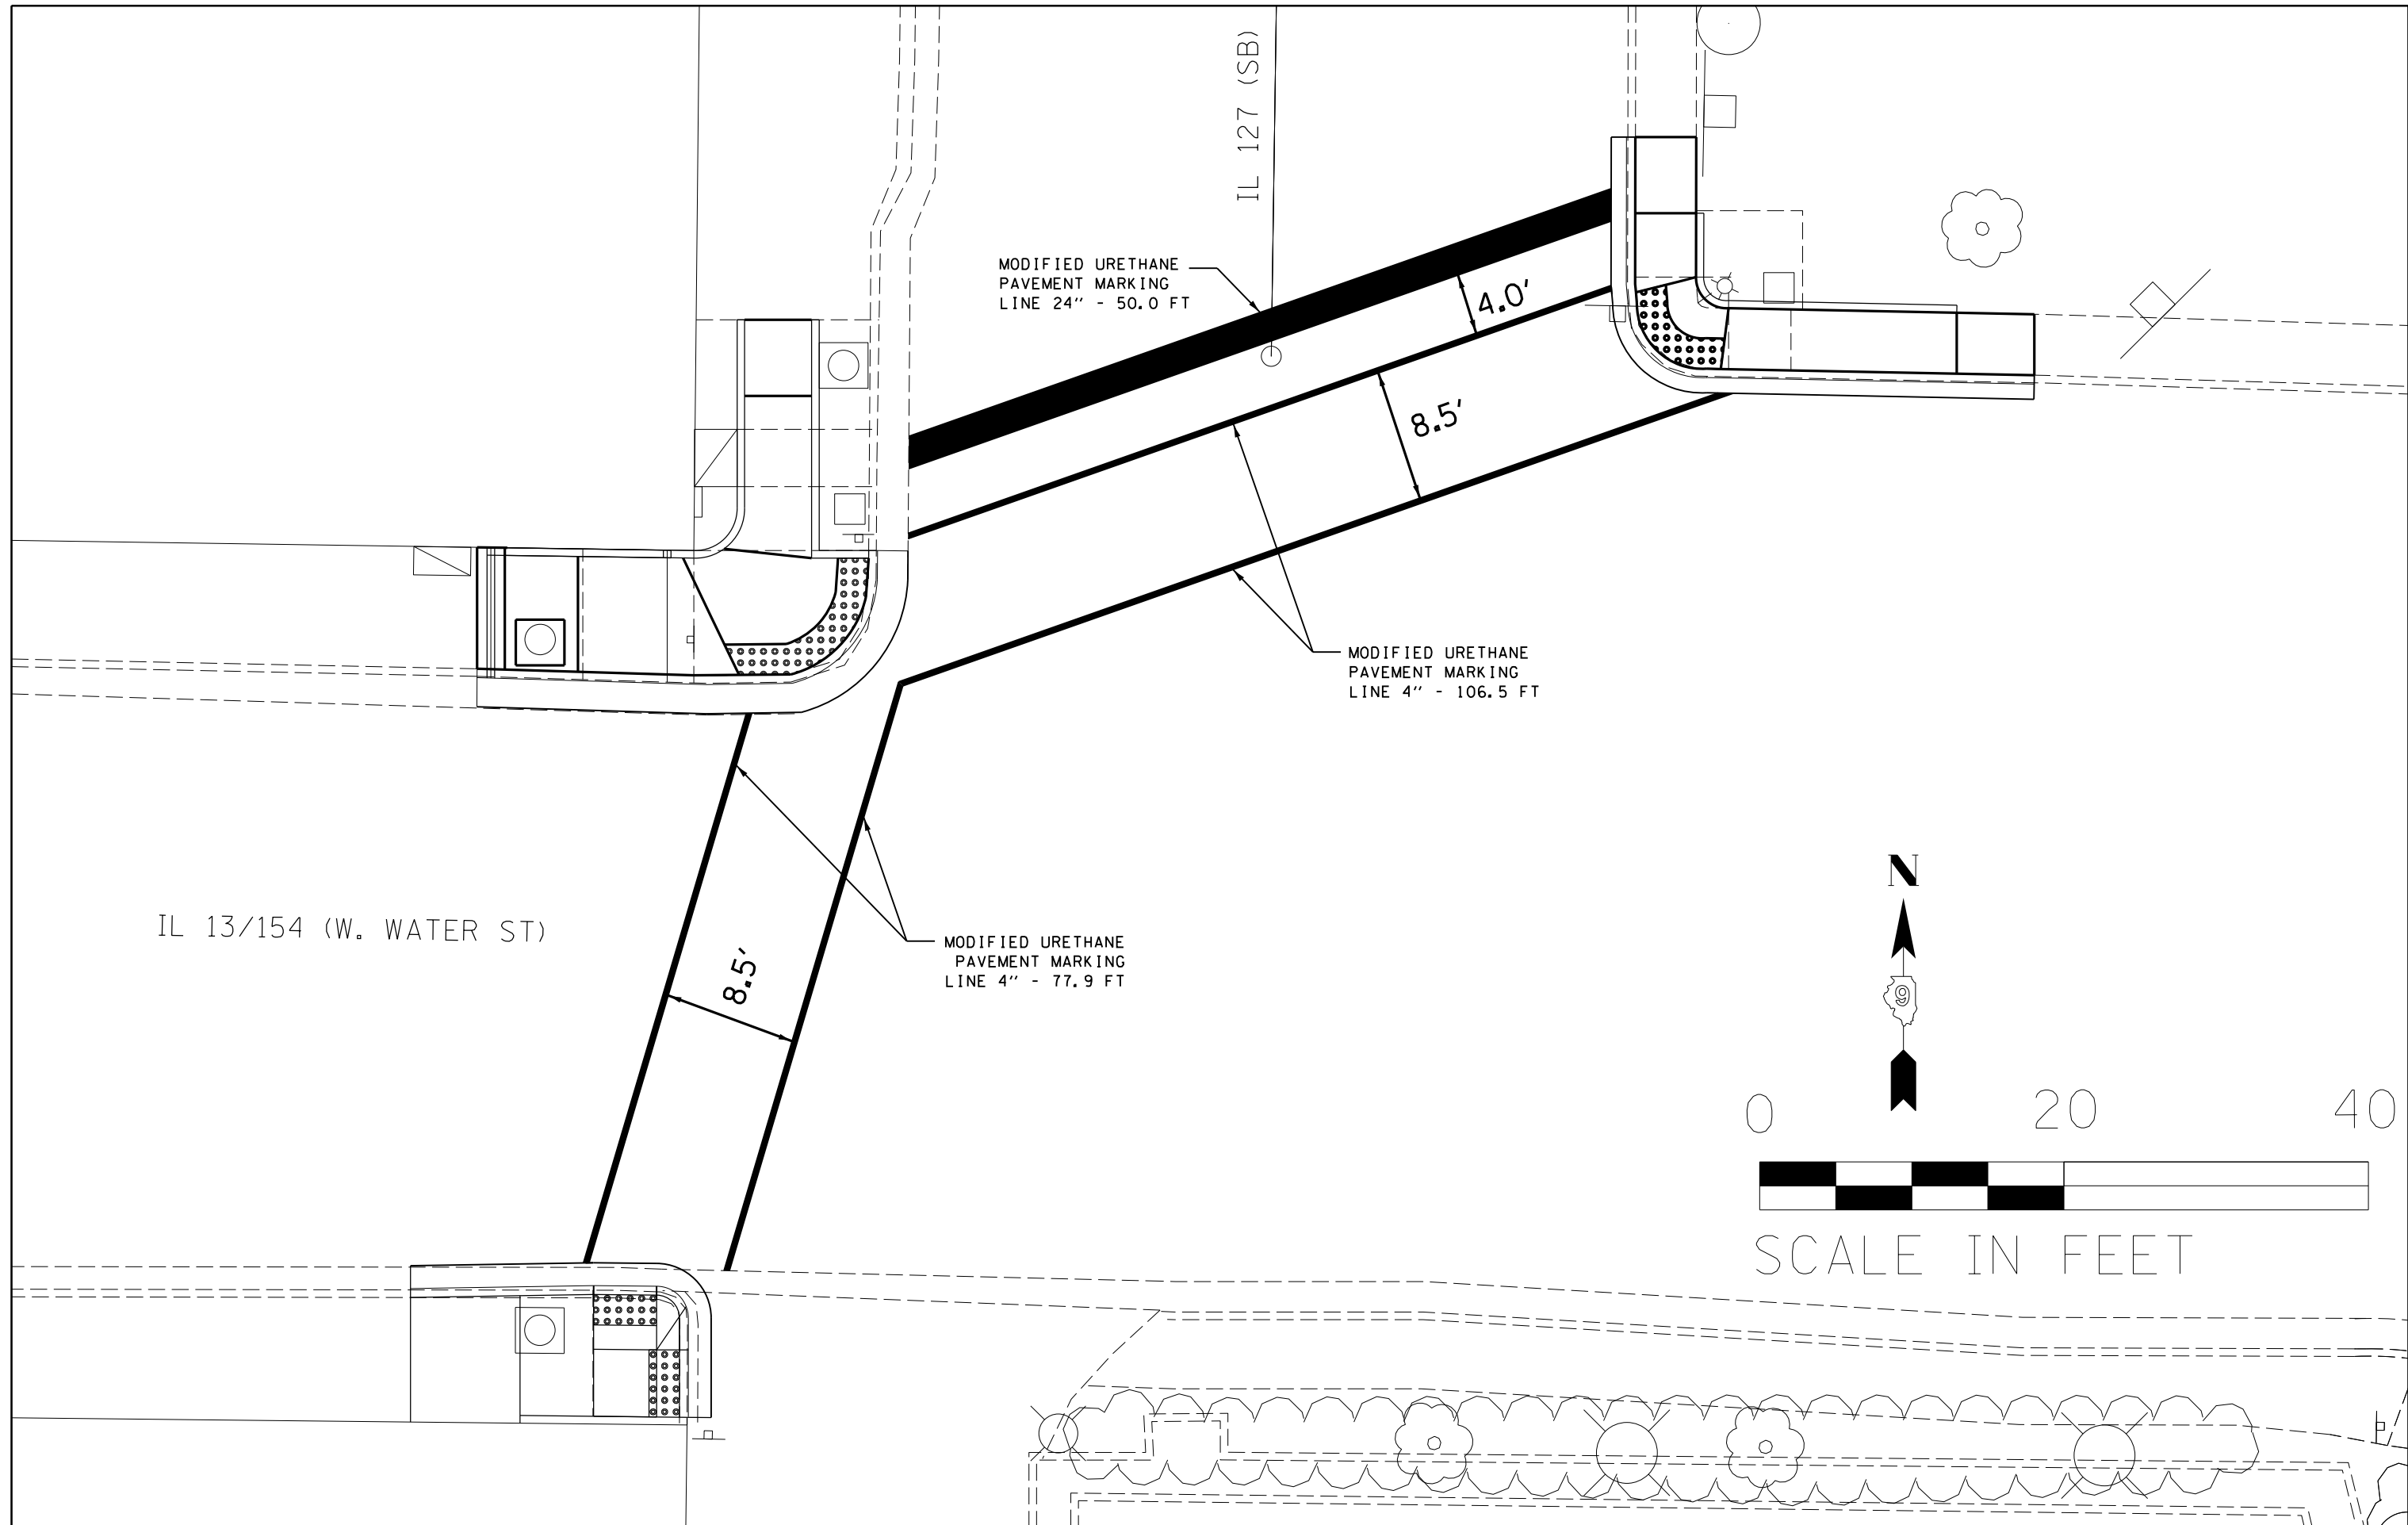 IL 127 (SB)
MODIFIED URETHANE
PAVEMENT MARKING
LINE 24" - 50.0 FT
4.0'
8.5'
MODIFIED URETHANE
PAVEMENT MARKING
LINE 4" - 106.5 FT
IL 13/154 (W. WATER ST)
8.5'
MODIFIED URETHANE
PAVEMENT MARKING
LINE 4" - 77.9 FT
N
9
0 20 40
SCALE IN FEET